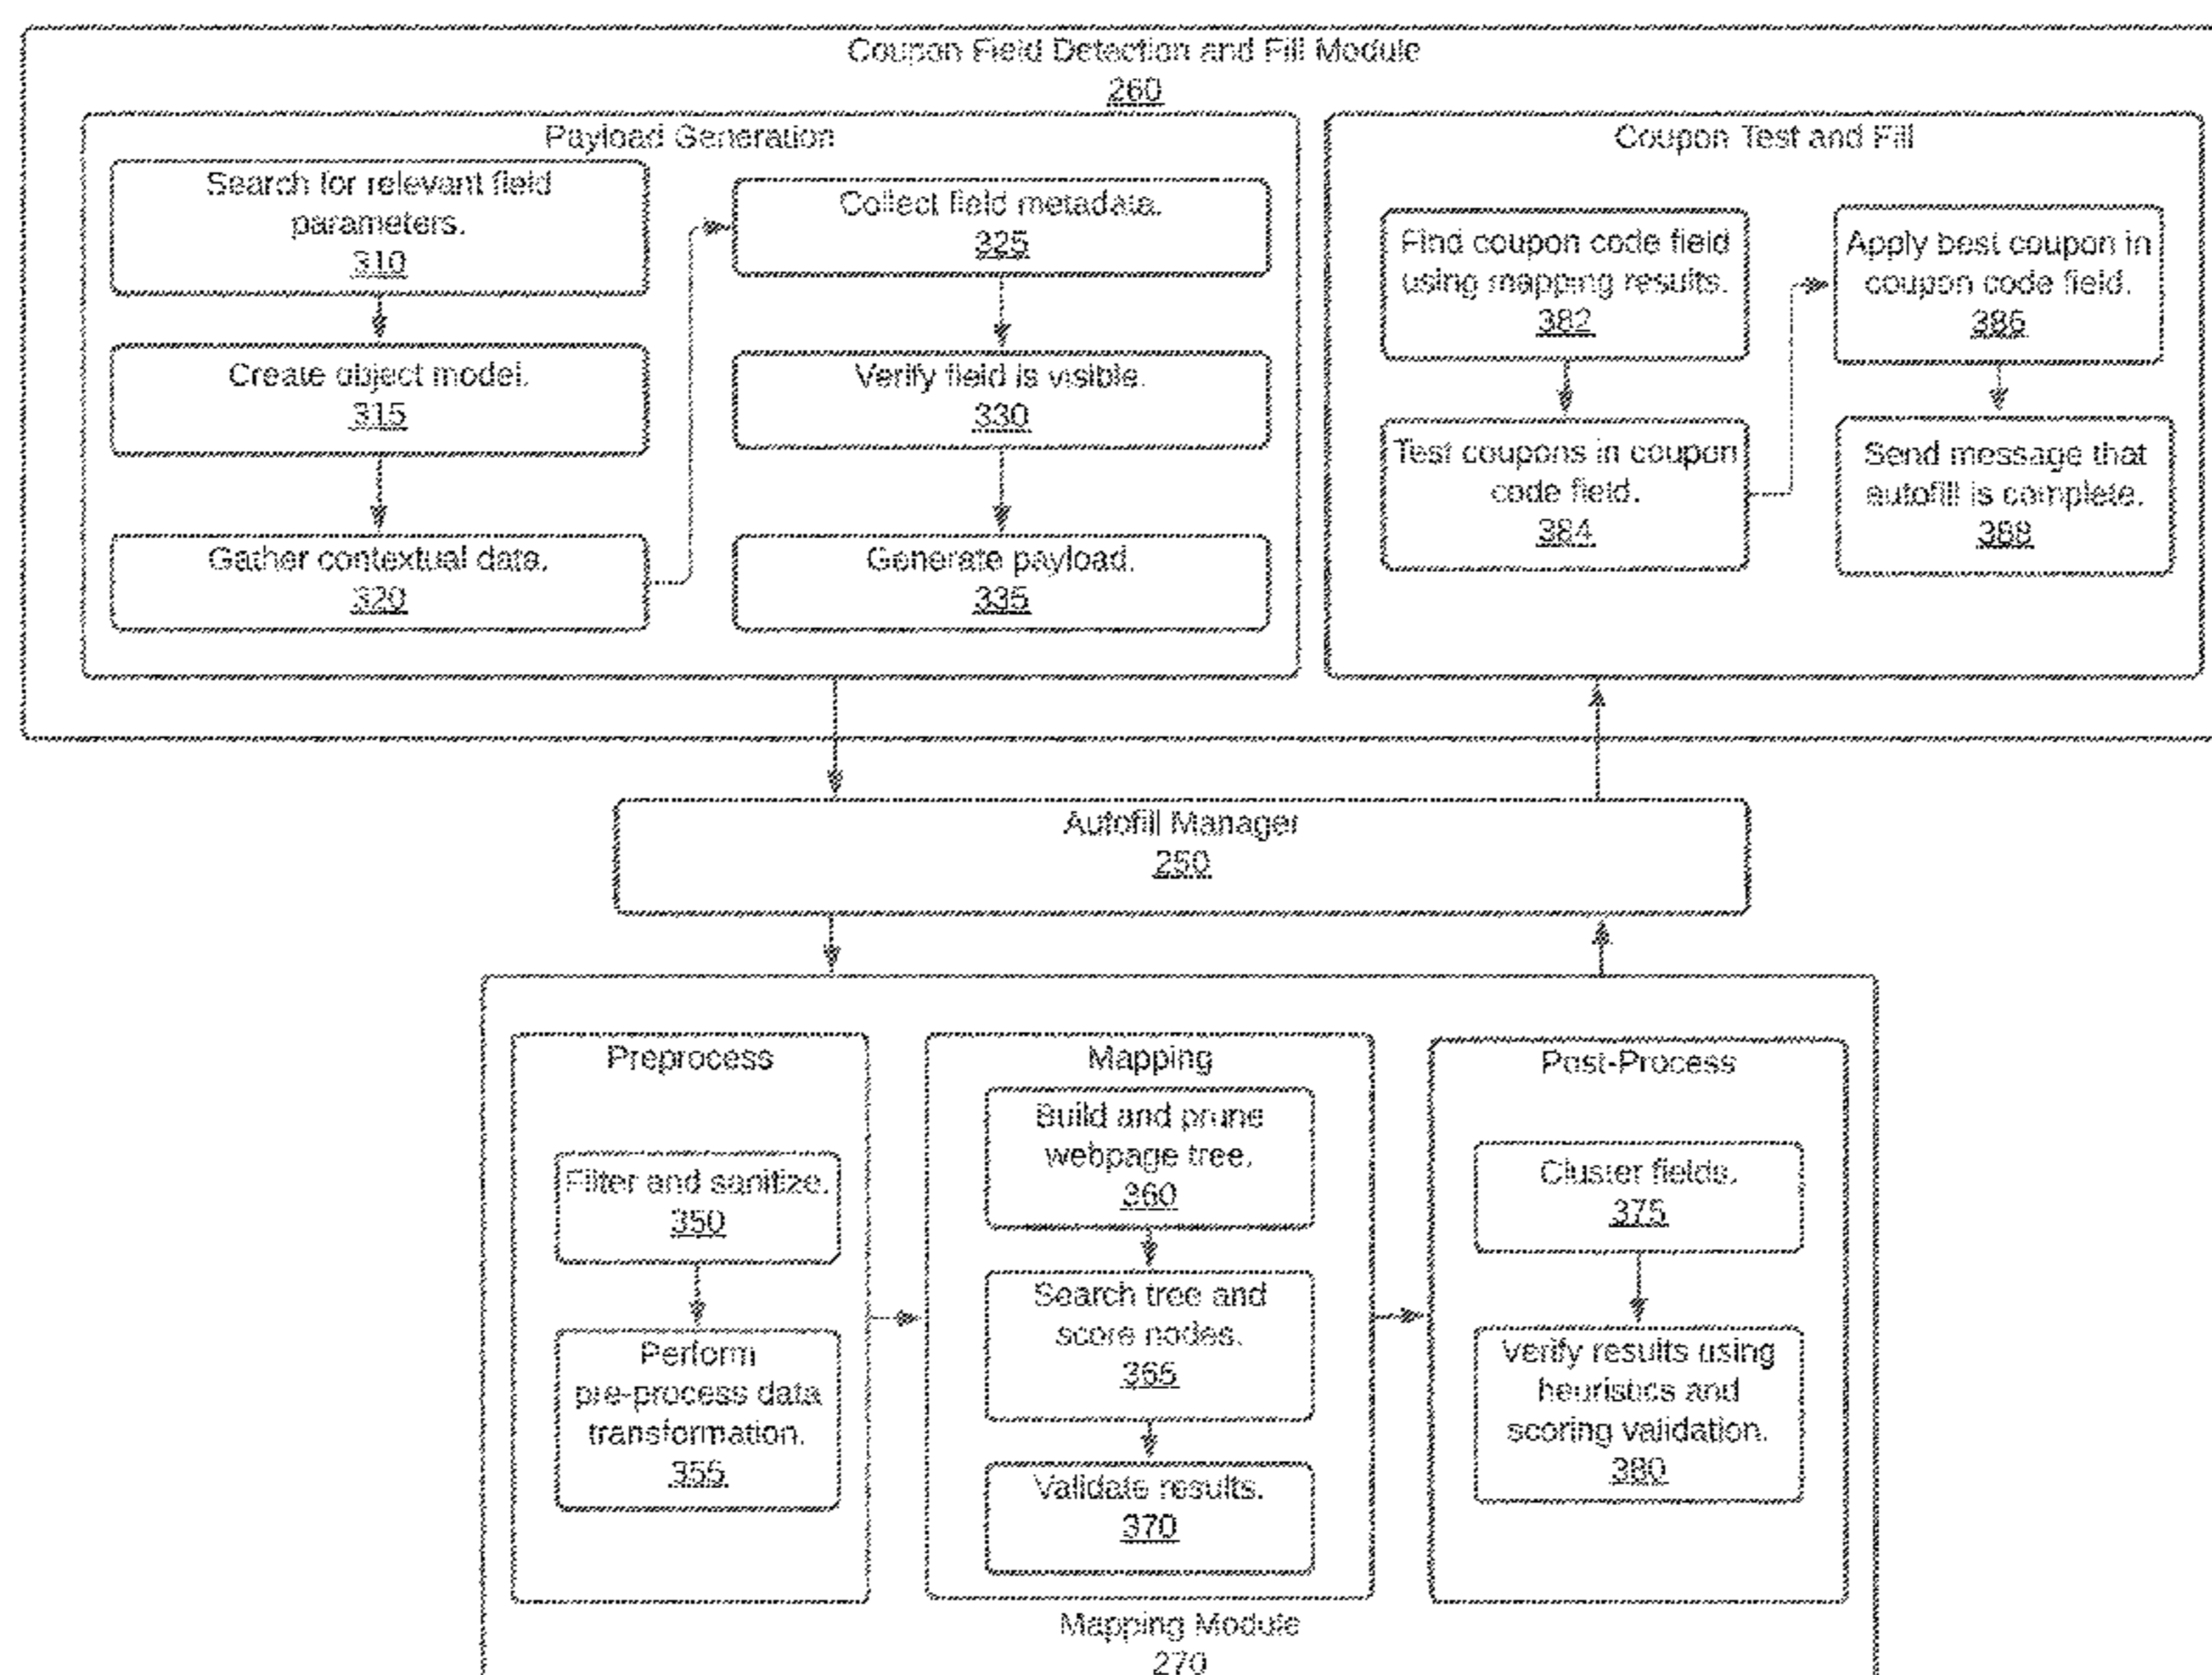 Coupon Field Detection and Fill Module
260
Payload Generation
Search for relevant field
parameters.
310
Create object model.
315
Gather contextual data.
320
Collect field metadata.
325
Verify field is visible.
330
Generate payload.
335
Coupon Test and Fill
Find coupon code field
using mapping results.
382
Test coupons in coupon
code field.
384
Apply best coupon in
coupon code field.
386
Send message that
autofill is complete.
388
Autofill Manager
250
Preprocess
Filter and sanitize.
350
Perform
pre-process data
transformation.
355
Mapping
Build and prune
webpage tree.
360
Search tree and
score nodes.
365
Validate results.
370
Post-Process
Cluster fields.
375
Verify results using
heuristics and
scoring validation.
380
Mapping Module
270